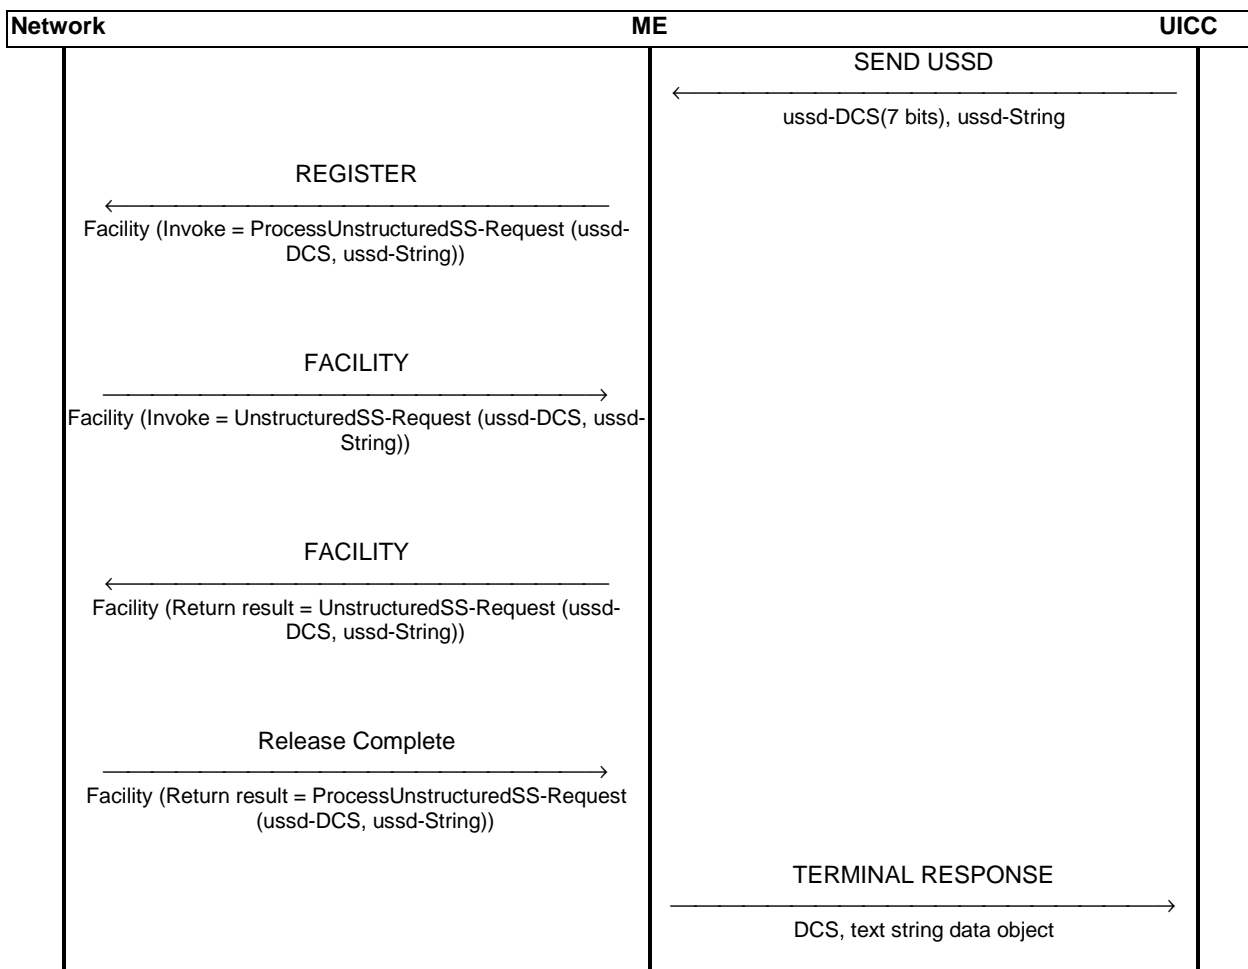 Network ME UICC
SEND USSD
ussd-DCS(7 bits), ussd-String
REGISTER
Facility (Invoke = ProcessUnstructuredSS-Request (ussd-
DCS, ussd-String))
FACILITY
Facility (Invoke = UnstructuredSS-Request (ussd-DCS, ussd-
String))
FACILITY
Facility (Return result = UnstructuredSS-Request (ussd-
DCS, ussd-String))
Release Complete
Facility (Return result = ProcessUnstructuredSS-Request
(ussd-DCS, ussd-String))
TERMINAL RESPONSE
DCS, text string data object